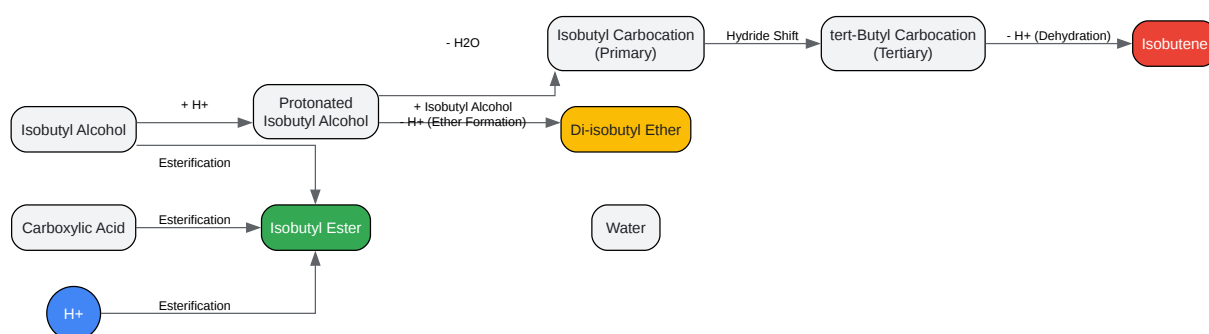 - H2O
Isobutyl Carbocation
(Primary)
Hydride Shift
tert-Butyl Carbocation
(Tertiary)
- H+ (Dehydration)
Isobutene
Isobutyl Alcohol
+ H+
Protonated
Isobutyl Alcohol
+ Isobutyl Alcohol
- H+ (Ether Formation)
Di-isobutyl Ether
Esterification
Carboxylic Acid
Esterification
Isobutyl Ester
Water
H+
Esterification